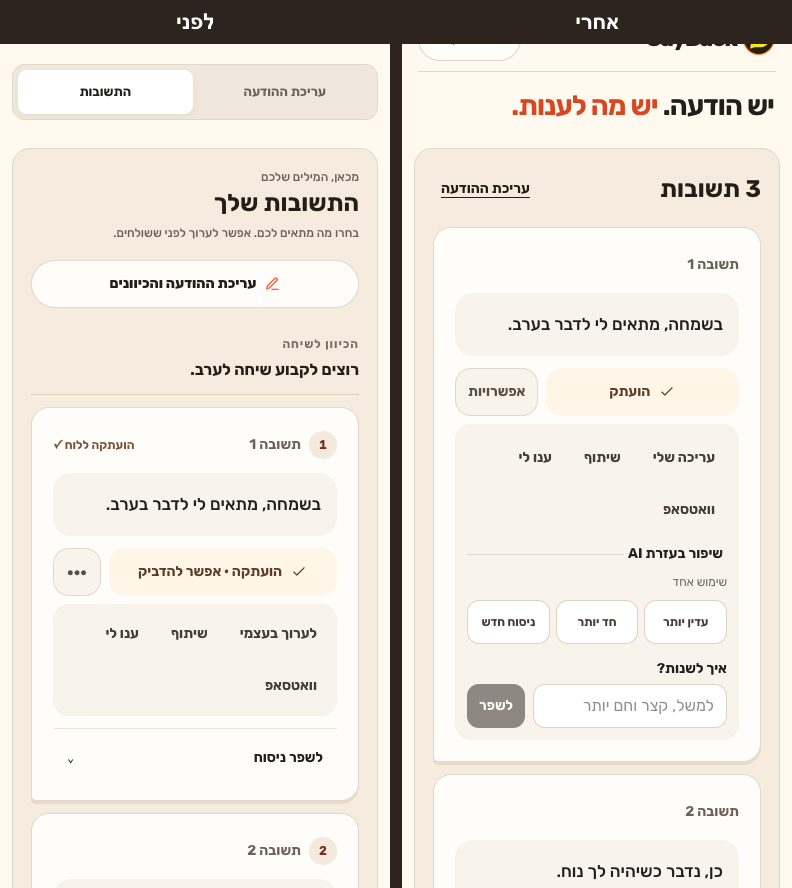 לפני
עריכת ההודעה
התשובות
מכאן, המילים שלכם
התשובות שלך
בחרו מה מתאים לכם. אפשר לערוך לפני ששולחים.
עריכת ההודעה והכיוונים
הכיוון לשיחה
רוצים לקבוע שיחה לערב.
1 תשובה 1
הועתקה ללוח ✓
בשמחה, מתאים לי לדבר בערב.
✓ הועתקה • אפשר להדביק
•••
לערוך בעצמי שיתוף ענו לי
וואטסאפ
לשפר ניסוח
2 תשובה 2
אחרי
יש הודעה. יש מה לענות.
3 תשובות
עריכת ההודעה
תשובה 1
בשמחה, מתאים לי לדבר בערב.
✓ הועתק
אפשרויות
עריכה שלי שיתוף ענו לי
וואטסאפ
שיפור בעזרת AI
שימוש אחד
עדין יותר חד יותר ניסוח חדש
איך לשנות?
למשל, קצר וחם יותר
לשפר
תשובה 2
כן, נדבר כשיהיה לך נוח.